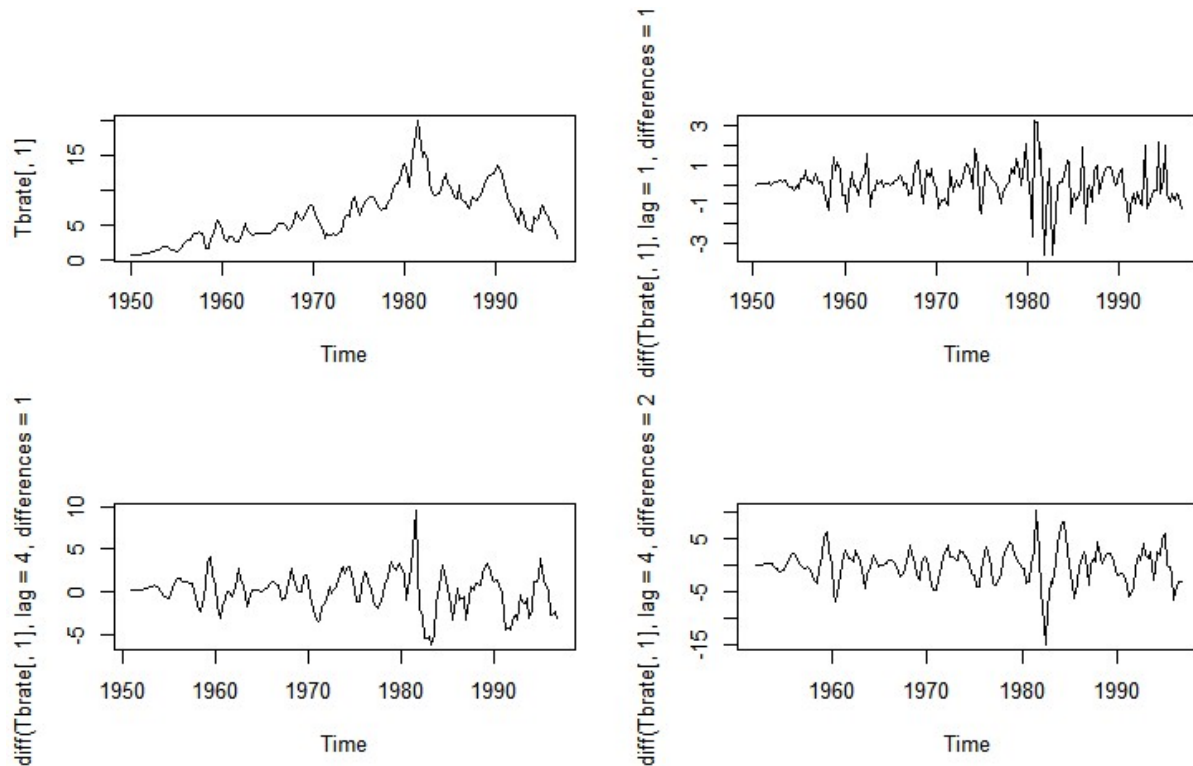 Tbrate[, 1]
15
5
0
1950 1960 1970 1980 1990
Time
diff(Tbrate[, 1], lag = 1, differences = 1
3
1
-1
-3
1950 1960 1970 1980 1990
Time
diff(Tbrate[, 1], lag = 4, differences = 1
10
5
0
-5
1950 1960 1970 1980 1990
Time
diff(Tbrate[, 1], lag = 4, differences = 2
5
-5
-15
1960 1970 1980 1990
Time